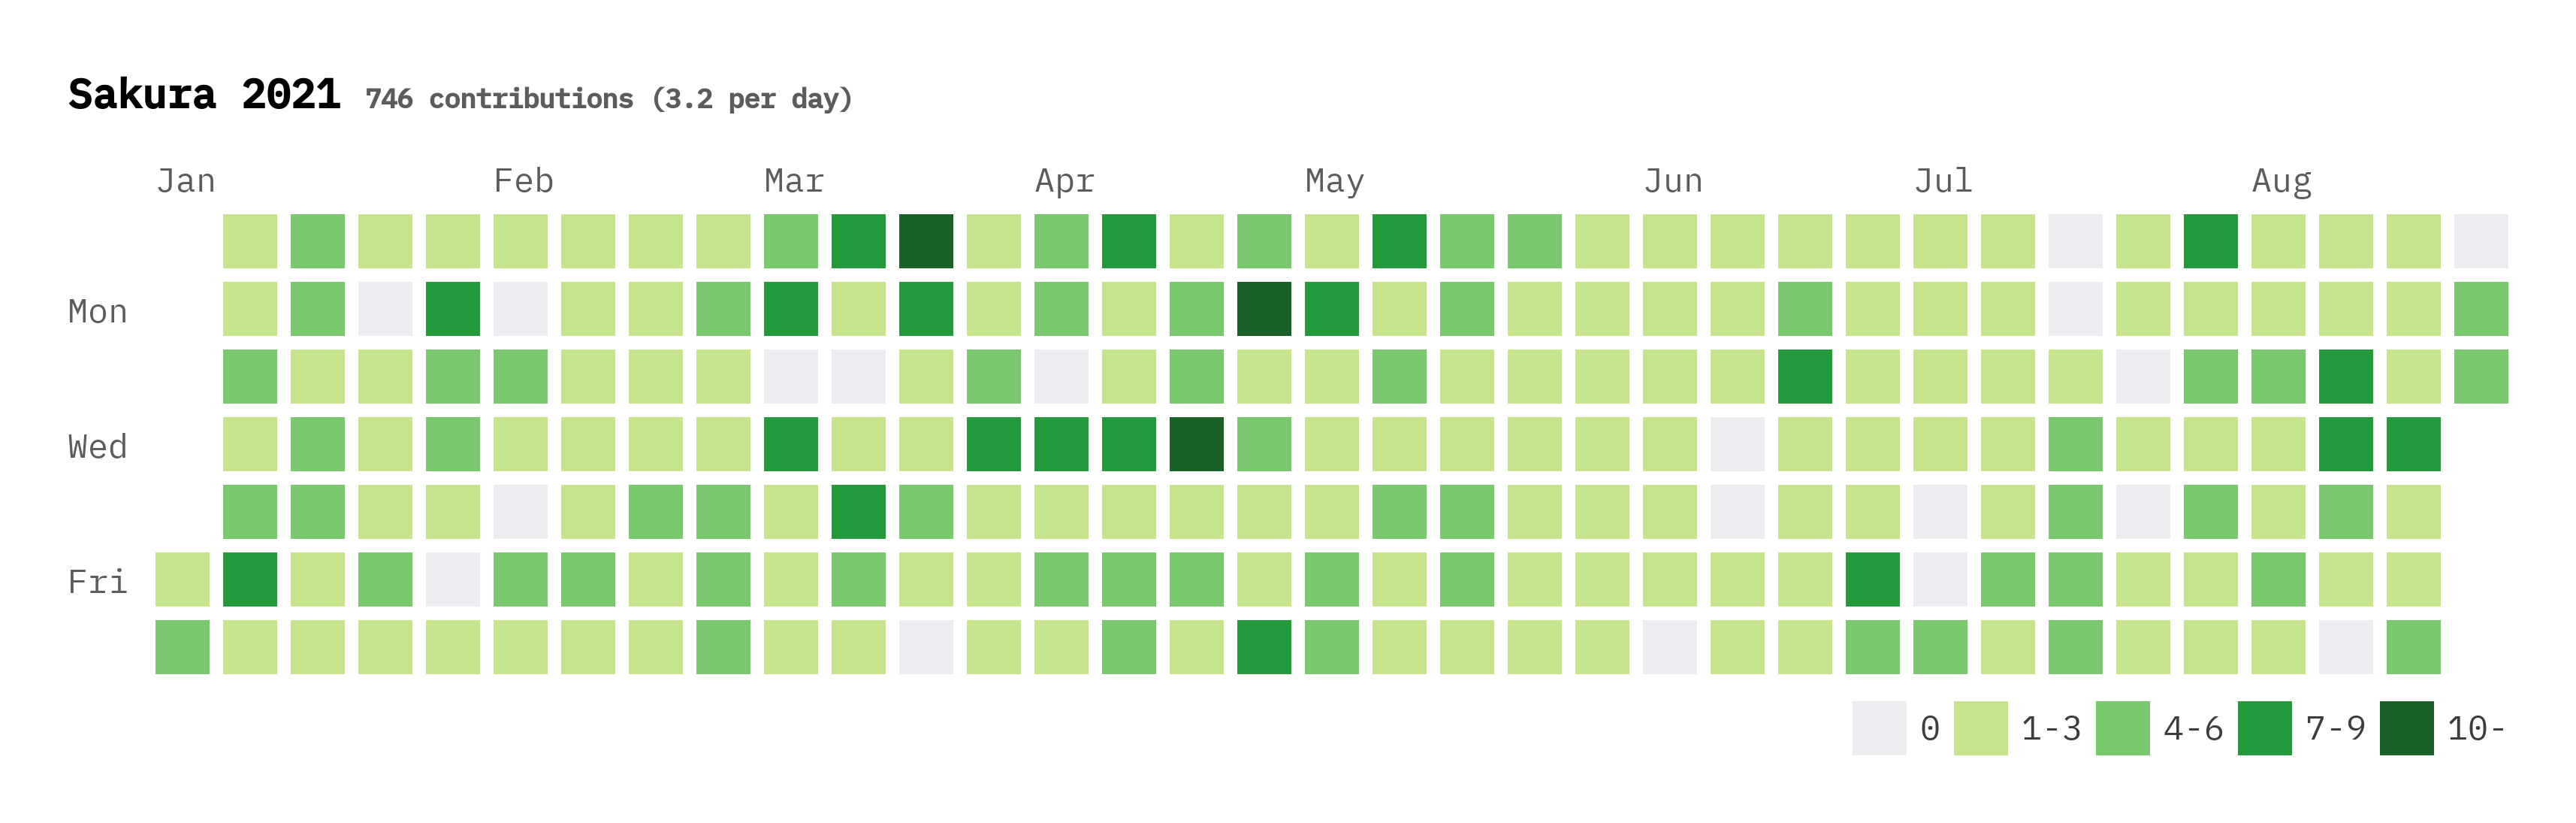 Sakura 2021 746 contributions (3.2 per day)
Jan Feb Mar Apr May Jun Jul Aug
Mon
Wed
Fri
0 1-3 4-6 7-9 10-